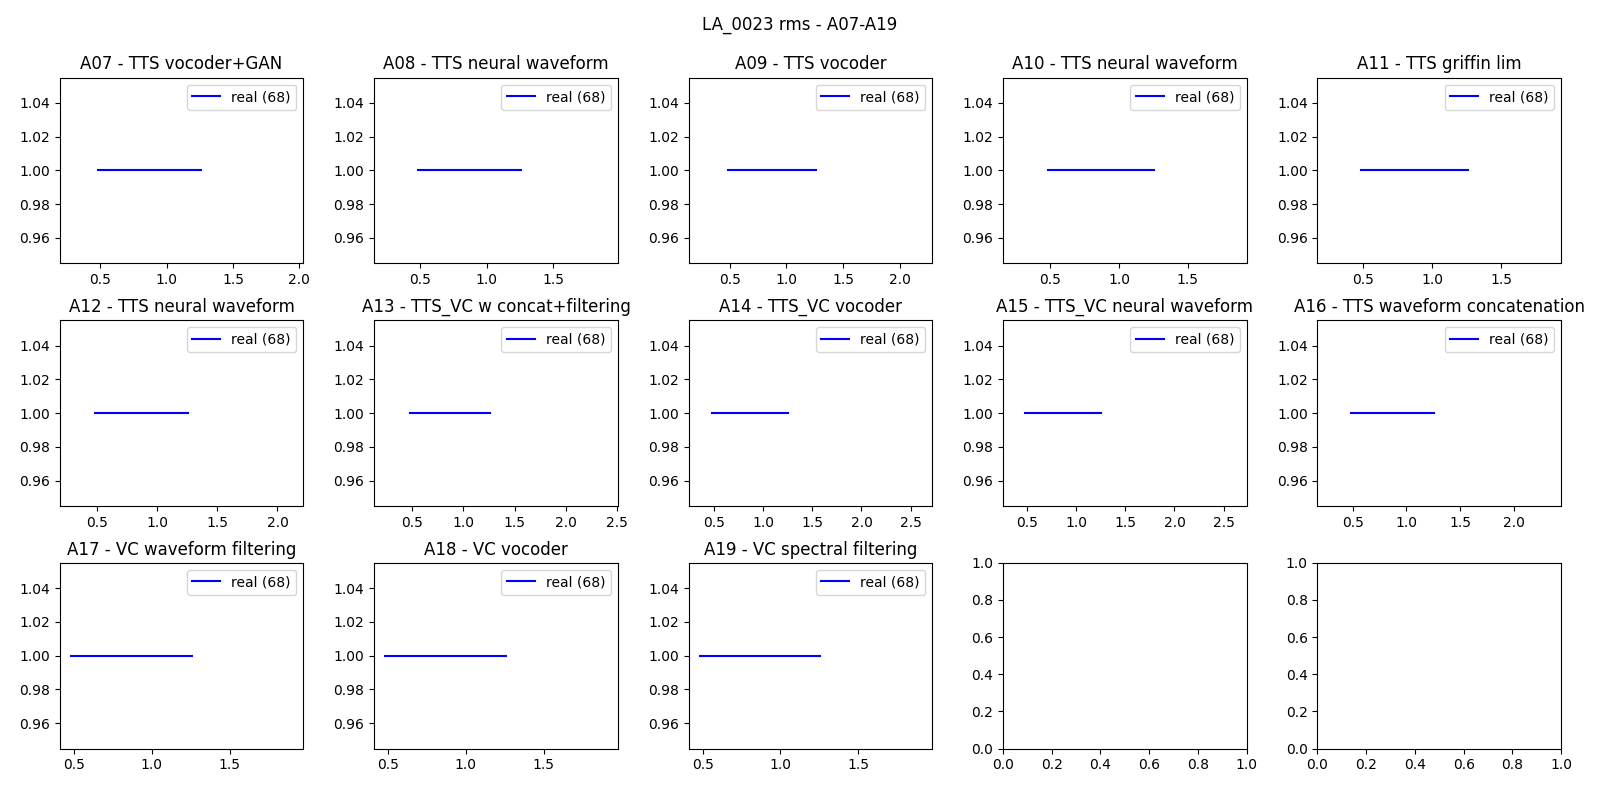 LA_0023 rms - A07-A19
A07 - TTS vocoder+GAN
A08 - TTS neural waveform
A09 - TTS vocoder
A10 - TTS neural waveform
A11 - TTS griffin lim
real (68)
real (68)
real (68)
real (68)
real (68)
1.04 1.04 1.04 1.04 1.04
1.02 1.02 1.02 1.02 1.02
1.00 1.00 1.00 1.00 1.00
0.98 0.98 0.98 0.98 0.98
0.96 0.96 0.96 0.96 0.96
0.5 1.0 1.5 2.0
0.5 1.0 1.5
0.5 1.0 1.5 2.0
0.5 1.0 1.5
0.5 1.0 1.5
A12 - TTS neural waveform
A13 - TTS_VC w concat+filtering
A14 - TTS_VC vocoder
A15 - TTS_VC neural waveform
A16 - TTS waveform concatenation
real (68)
real (68)
real (68)
real (68)
real (68)
1.04 1.04 1.04 1.04 1.04
1.02 1.02 1.02 1.02 1.02
1.00 1.00 1.00 1.00 1.00
0.98 0.98 0.98 0.98 0.98
0.96 0.96 0.96 0.96 0.96
0.5 1.0 1.5 2.0
0.5 1.0 1.5 2.0 2.5
0.5 1.0 1.5 2.0 2.5
0.5 1.0 1.5 2.0 2.5
0.5 1.0 1.5 2.0
A17 - VC waveform filtering
A18 - VC vocoder
A19 - VC spectral filtering
real (68)
real (68)
real (68)
1.04 1.04 1.04 1.0 1.0
1.02 1.02 1.02 0.8 0.8
1.00 1.00 1.00 0.6 0.6
0.98 0.98 0.98 0.4 0.4
0.96 0.96 0.96 0.2 0.2
0.0 0.0
0.5 1.0 1.5
0.5 1.0 1.5
0.5 1.0 1.5
0.0 0.2 0.4 0.6 0.8 1.0
0.0 0.2 0.4 0.6 0.8 1.0